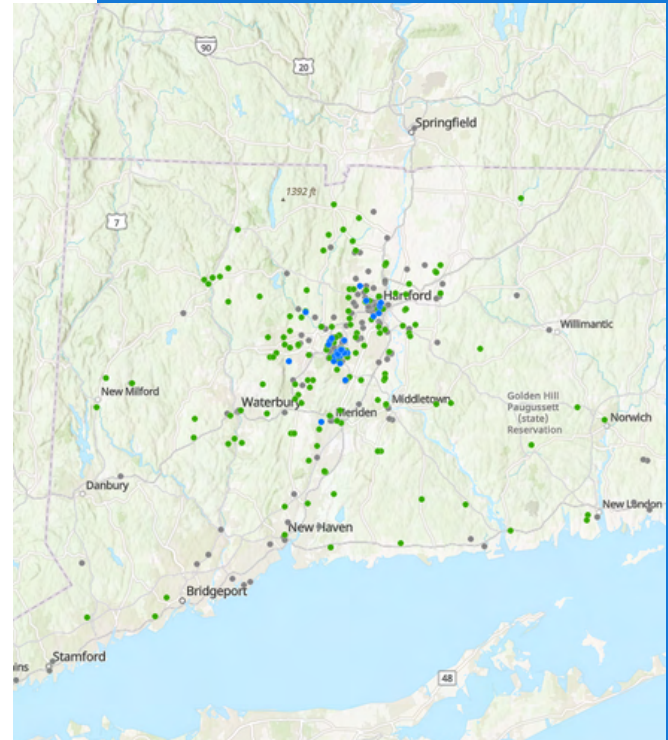 90
20
Springfield
1392 ft
7
Hartford
Willimantic
New Milford
Waterbury
Meriden
Middletown
Golden Hill
Paugussett
(state)
Reservation
Norwich
Danbury
New London
New Haven
Bridgeport
Stamford
ins
48